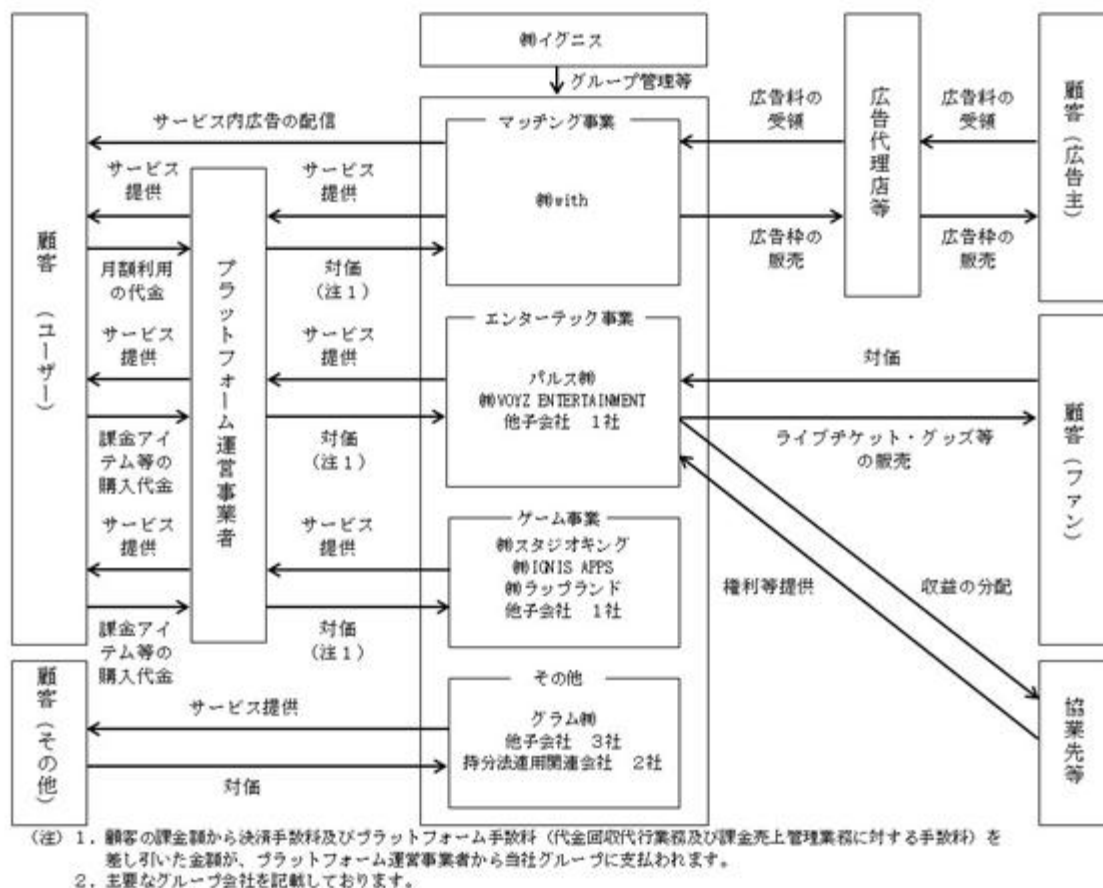 ㈱イグニス
グループ管理等
顧客（ユーザー）
顧客（その他）
プラットフォーム運営事業者
広告代理店等
顧客（広告主）
顧客（ファン）
協業先等
マッチング事業
㈱with
サービス内広告の配信
サービス
提供
サービス
提供
月額利用
の代金
対価
（注１）
広告料の
受領
広告料の
受領
広告枠の
販売
広告枠の
販売
エンターテック事業
パルス㈱
㈱VOYZ ENTERTAINMENT
他子会社　１社
サービス
提供
サービス
提供
課金アイ
テム等の
購入代金
対価
（注１）
対価
ライブチケット・グッズ等
の販売
権利等提供
収益の分配
ゲーム事業
㈱スタジオキング
㈱IGNIS APPS
㈱ラップランド
他子会社　１社
サービス
提供
サービス
提供
課金アイ
テム等の
購入代金
対価
（注１）
その他
グラム㈱
他子会社　３社
持分法適用関連会社　２社
サービス提供
対価
（注）１．顧客の課金額から決済手数料及びプラットフォーム手数料（代金回収代行業務及び課金売上管理業務に対する手数料）を
差し引いた金額が、プラットフォーム運営事業者から当社グループに支払われます。
２．主要なグループ会社を記載しております。